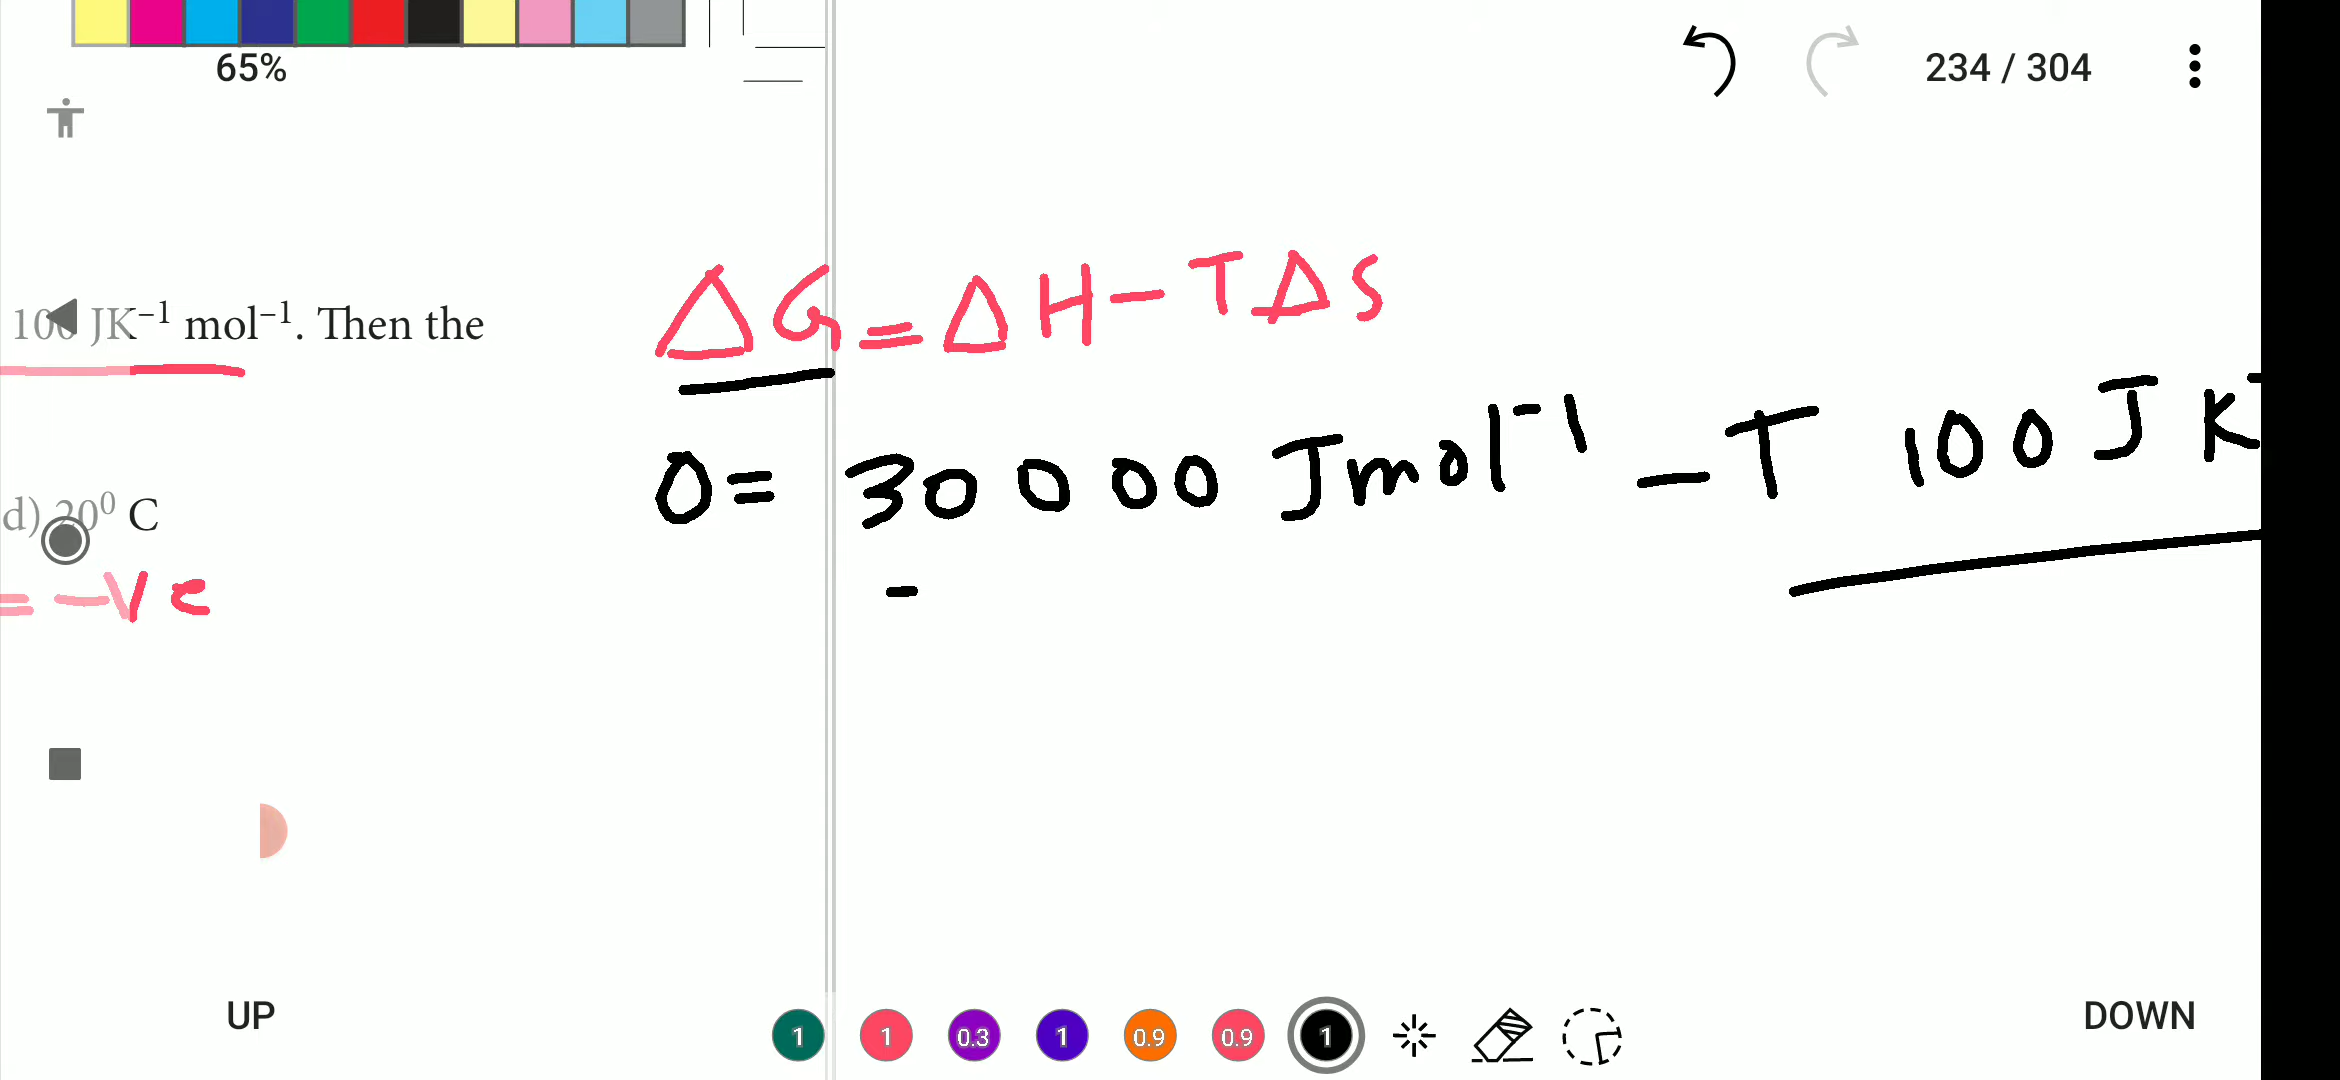 65%
234 / 304
100 JK⁻¹ mol⁻¹. Then the
ΔG = ΔH - TΔS
0 = 30000 Jmol⁻¹ - T 100 J K⁻
d) 20⁰ C
= -ve
-
UP
DOWN
1 1 0.3 1 0.9 0.9 1